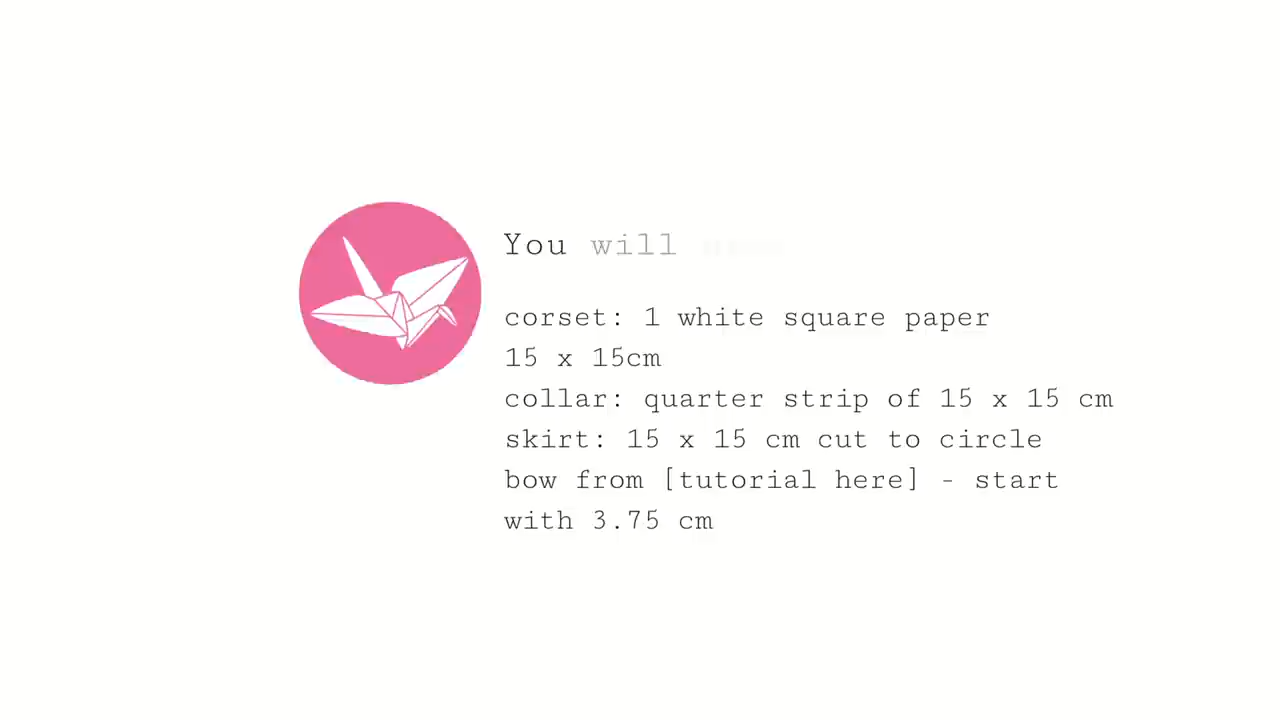 You will
corset: 1 white square paper
15 x 15cm
collar: quarter strip of 15 x 15 cm
skirt: 15 x 15 cm cut to circle
bow from [tutorial here] - start
with 3.75 cm